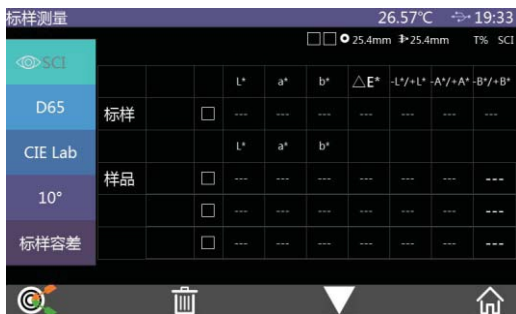 标样测量 26.57℃ 19:33
25.4mm 25.4mm T% SCI
SCI
L* a* b* △E* -L*/+L* -A*/+A* -B*/+B*
D65
标样 --- --- --- --- --- --- ---
CIE Lab
L* a* b*
样品 --- --- --- --- --- --- ---
10°
--- --- --- --- --- --- ---
标样容差
--- --- --- --- --- --- ---